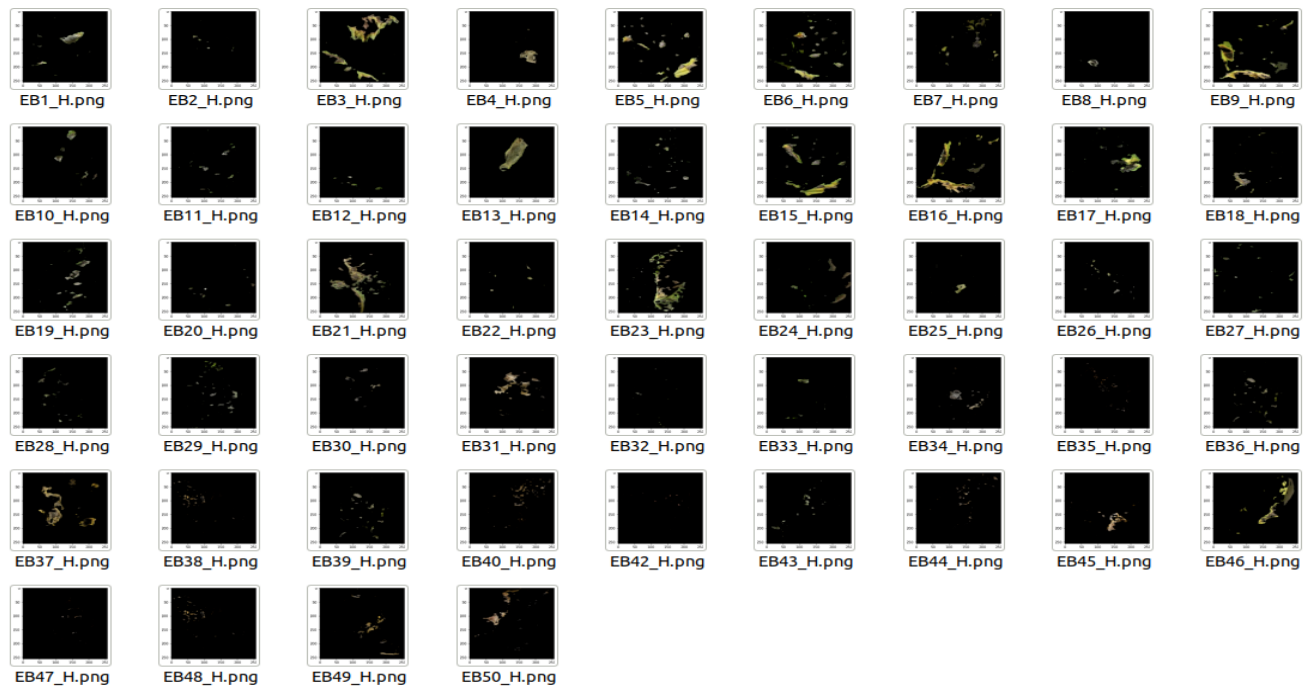 EB1_H.png EB2_H.png EB3_H.png EB4_H.png EB5_H.png EB6_H.png EB7_H.png EB8_H.png EB9_H.png
EB10_H.png EB11_H.png EB12_H.png EB13_H.png EB14_H.png EB15_H.png EB16_H.png EB17_H.png EB18_H.png
EB19_H.png EB20_H.png EB21_H.png EB22_H.png EB23_H.png EB24_H.png EB25_H.png EB26_H.png EB27_H.png
EB28_H.png EB29_H.png EB30_H.png EB31_H.png EB32_H.png EB33_H.png EB34_H.png EB35_H.png EB36_H.png
EB37_H.png EB38_H.png EB39_H.png EB40_H.png EB42_H.png EB43_H.png EB44_H.png EB45_H.png EB46_H.png
EB47_H.png EB48_H.png EB49_H.png EB50_H.png